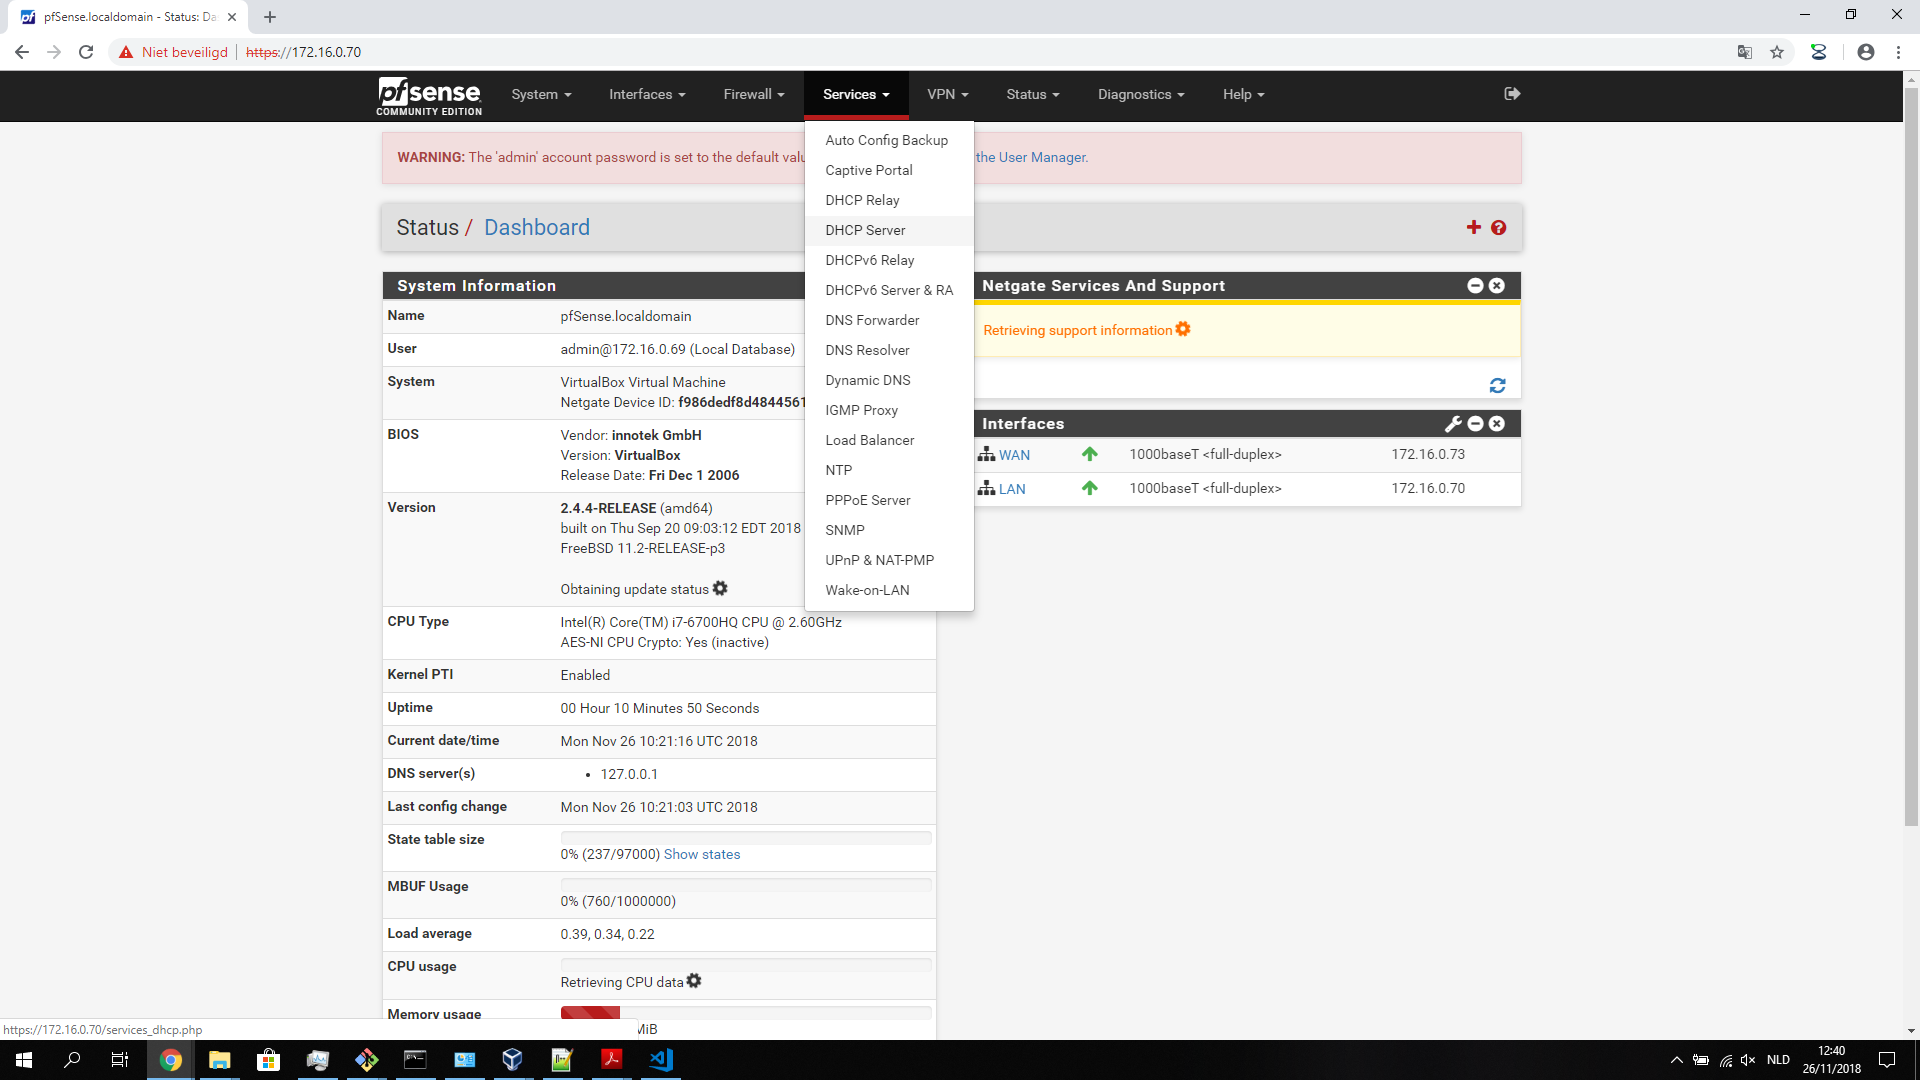 pfSense.localdomain - Status: Da
Niet beveiligd
https://172.16.0.70
pfsense
COMMUNITY EDITION
System
Interfaces
Firewall
Services
VPN
Status
Diagnostics
Help
Auto Config Backup
Captive Portal
DHCP Relay
DHCP Server
DHCPv6 Relay
DHCPv6 Server & RA
DNS Forwarder
DNS Resolver
Dynamic DNS
IGMP Proxy
Load Balancer
NTP
PPPoE Server
SNMP
UPnP & NAT-PMP
Wake-on-LAN
WARNING: The 'admin' account password is set to the default valu the User Manager.
Status / Dashboard
System Information
Name pfSense.localdomain
User admin@172.16.0.69 (Local Database)
System VirtualBox Virtual Machine
Netgate Device ID: f986dedf8d4844561
BIOS Vendor: innotek GmbH
Version: VirtualBox
Release Date: Fri Dec 1 2006
Version 2.4.4-RELEASE (amd64)
built on Thu Sep 20 09:03:12 EDT 2018
FreeBSD 11.2-RELEASE-p3
Obtaining update status
CPU Type Intel(R) Core(TM) i7-6700HQ CPU @ 2.60GHz
AES-NI CPU Crypto: Yes (inactive)
Kernel PTI Enabled
Uptime 00 Hour 10 Minutes 50 Seconds
Current date/time Mon Nov 26 10:21:16 UTC 2018
DNS server(s) • 127.0.0.1
Last config change Mon Nov 26 10:21:03 UTC 2018
State table size
0% (237/97000) Show states
MBUF Usage
0% (760/1000000)
Load average 0.39, 0.34, 0.22
CPU usage
Retrieving CPU data
Memory usage
MiB
Netgate Services And Support
Retrieving support information
Interfaces
WAN 1000baseT <full-duplex> 172.16.0.73
LAN 1000baseT <full-duplex> 172.16.0.70
https://172.16.0.70/services_dhcp.php
NLD
12:40
26/11/2018